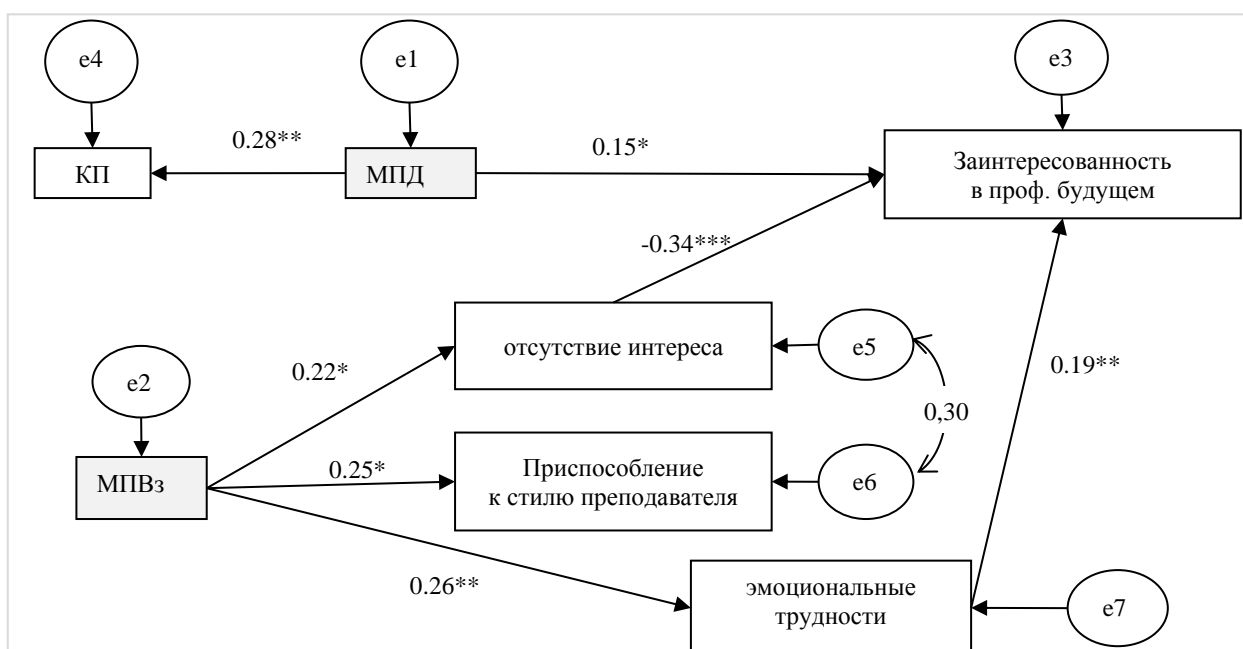 e4
e1
e3
0.28**
0.15*
КП
МПД
Заинтересованность
в проф. будущем
-0.34***
отсутствие интереса
e5
e2
0.22*
0.19**
0,30
МПВз
0.25*
Приспособление
к стилю преподавателя
e6
0.26**
эмоциональные
трудности
e7